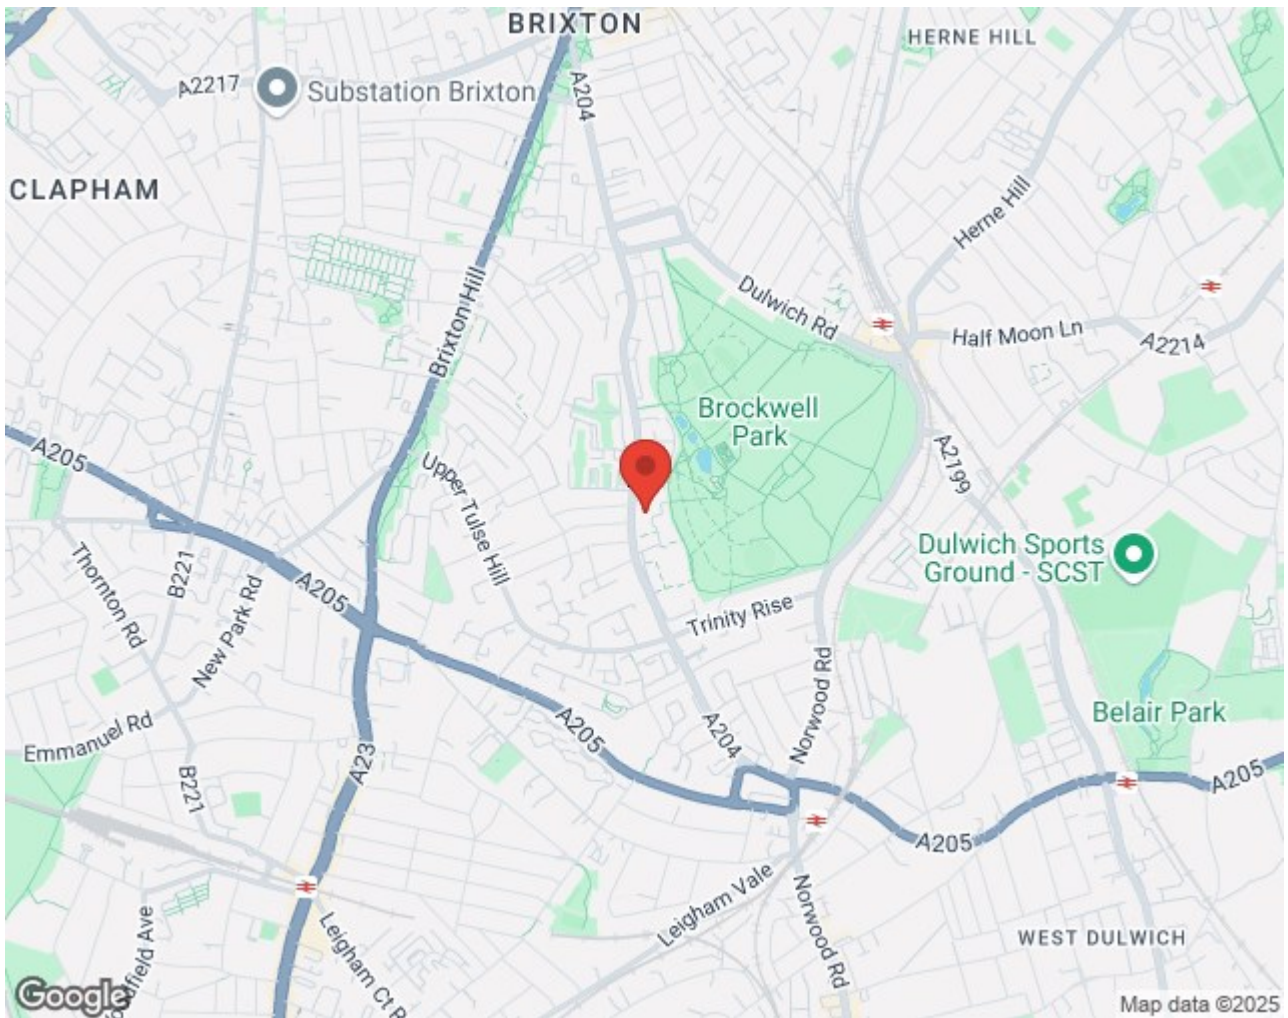 BRIXTON
HERNE HILL
A2217
Substation Brixton
A204
CLAPHAM
Herne Hill
Brixton Hill
Dulwich Rd
Half Moon Ln
A2214
Brockwell
Park
A205
Upper Tulse Hill
A2199
Dulwich Sports
Ground - SCST
Thornton Rd
B221
New Park Rd
A205
Trinity Rise
Norwood Rd
Belair Park
Emmanuel Rd
A23
A205
A204
B221
A205
A205
Leigham Vale
Norwood Rd
Leigham Ct R
WEST DULWICH
Google
Map data ©2025